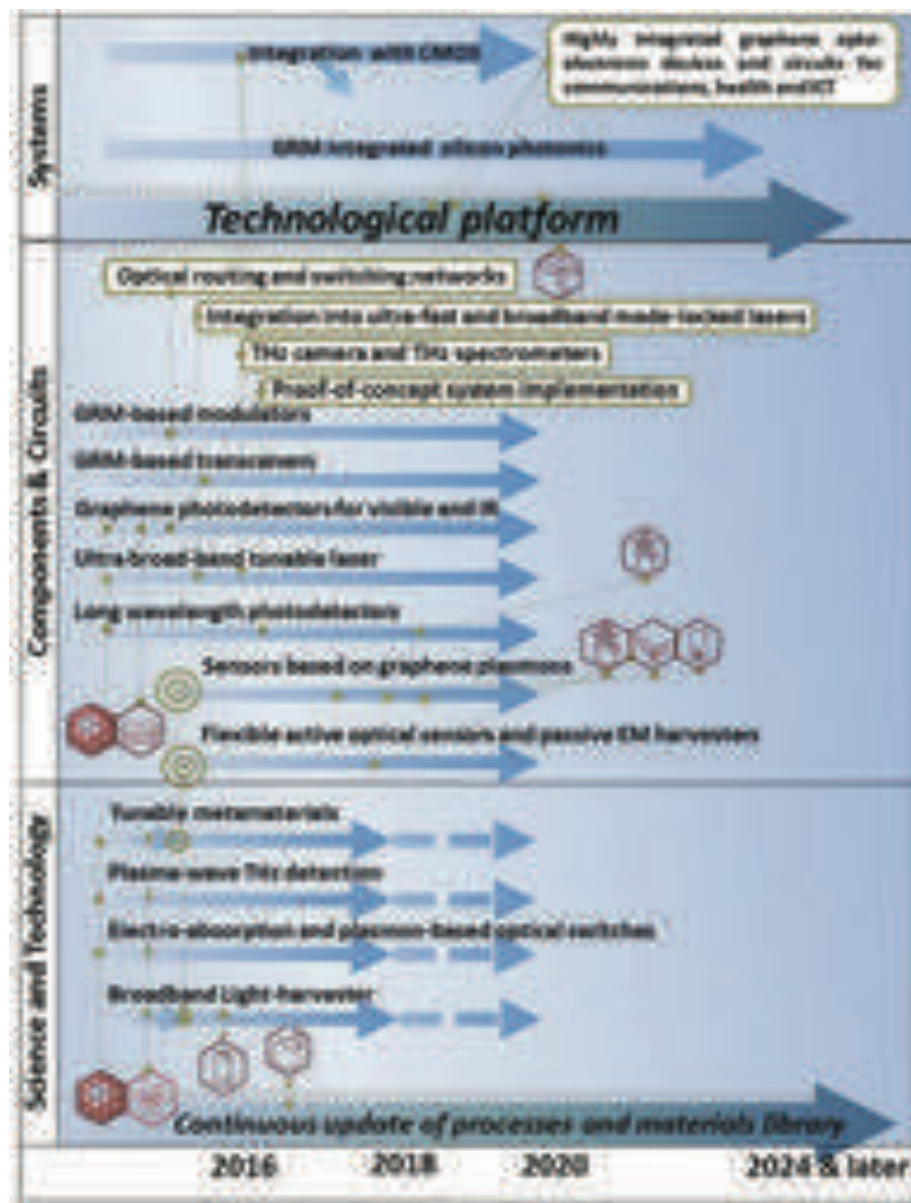 Systems
Integration with CMOS
Highly integrated graphene opto-
electronic devices and circuits for
communications, health and ICT
GRM-integrated silicon photonics
Technological platform
Components & Circuits
Optical routing and switching networks
Integration into ultra-fast and broadband mode-locked lasers
THz camera and THz spectrometers
Proof-of-concept system implementation
GRM-based modulators
GRM-based transceivers
Graphene photodetectors for visible and IR
Ultra broad-band tunable laser
Long wavelength photodetectors
Sensors based on graphene plasmons
Flexible active optical sensors and passive EM harvesters
Science and Technology
Tunable metamaterials
Plasma-wave THz detection
Electro-absorption and plasmon-based optical switches
Broadband Light-harvester
Continuous update of processes and materials library
2016
2018
2020
2024 & later